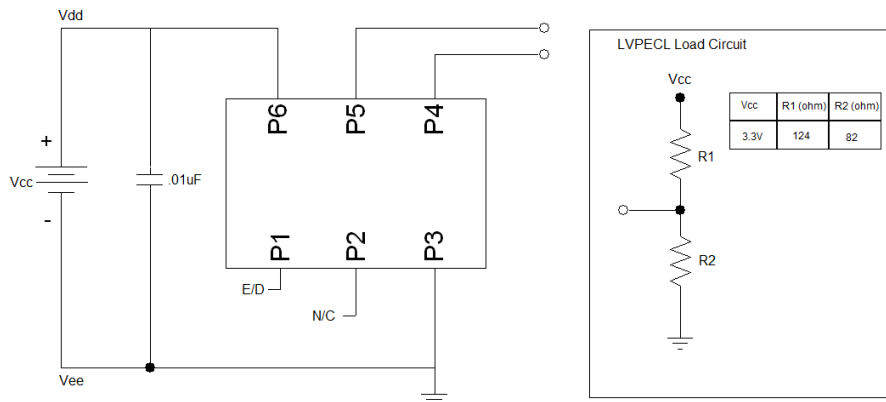 Vdd
P6
P5
P4
+
Vcc
-
.01uF
P1
P2
P3
E/D
N/C
Vee
LVPECL Load Circuit
Vcc
R1
R2
Vcc R1 (ohm) R2 (ohm)
3.3V 124 82